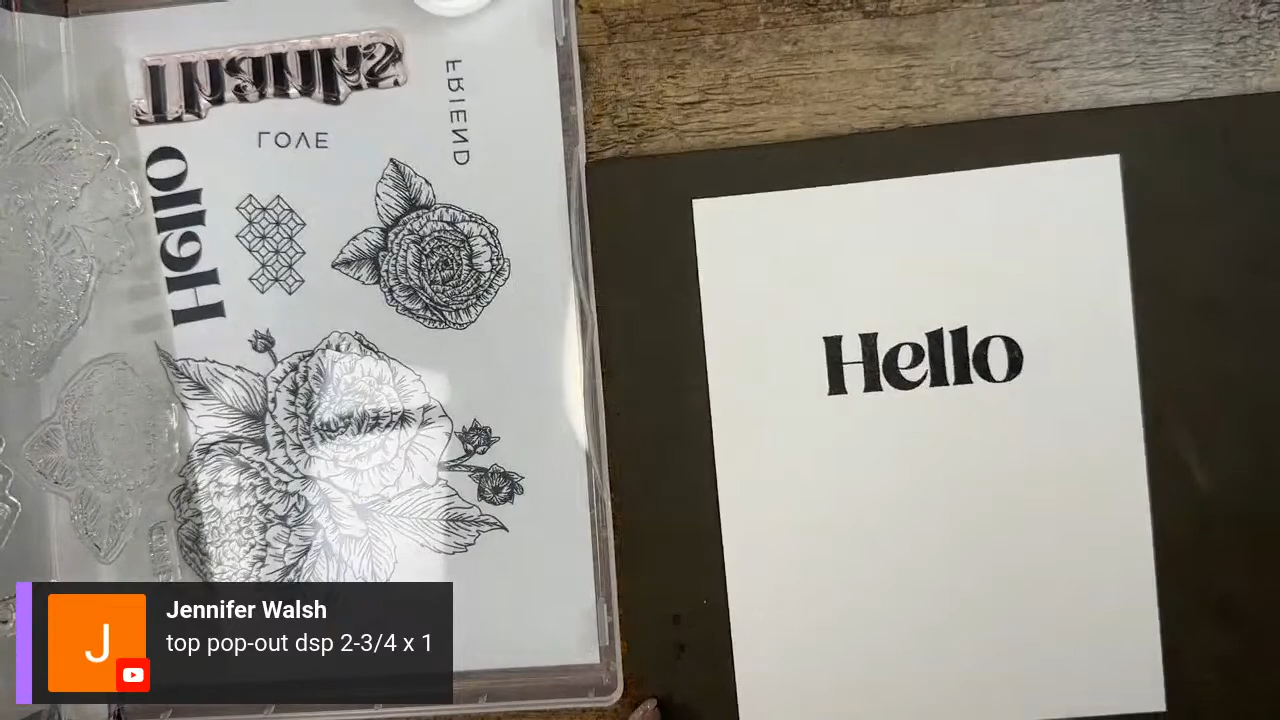 FRIEND
LOVE
Hello
Hello
J
Jennifer Walsh
top pop-out dsp 2-3/4 x 1